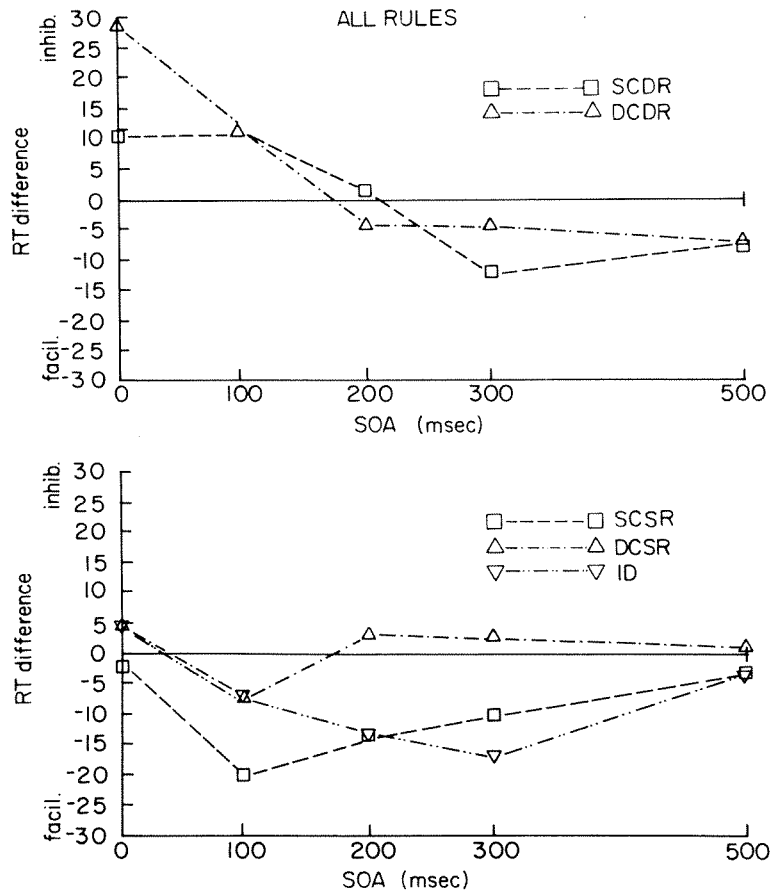 ALL RULES
inhib.
30
25
20
15
10
5
0
-5
-10
-15
-20
-25
-30
facil.
RT difference
SCDR
DCDR
0 100 200 300 500
SOA (msec)
inhib.
30
25
20
15
10
5
0
-5
-10
-15
-20
-25
-30
facil.
RT difference
SCSR
DCSR
ID
0 100 200 300 500
SOA (msec)